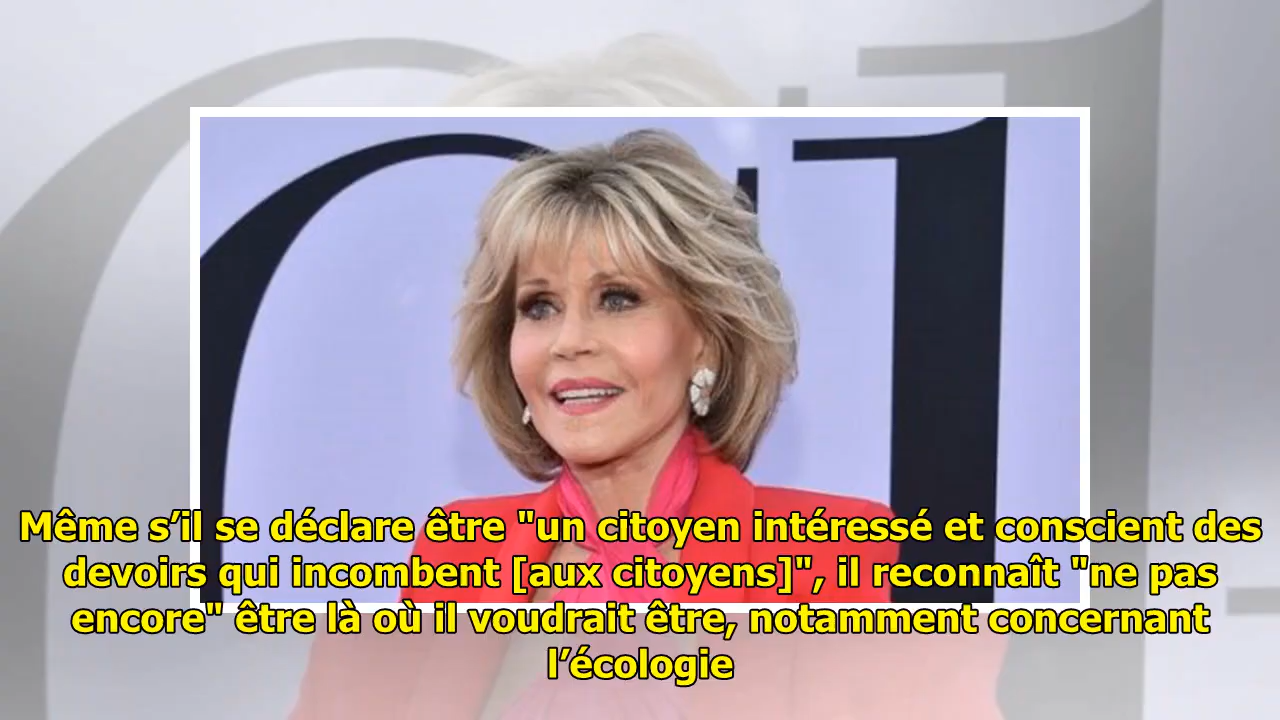 Même s’il se déclare être "un citoyen intéressé et conscient des
devoirs qui incombent [aux citoyens]", il reconnaît "ne pas
encore" être là où il voudrait être, notamment concernant
l’écologie